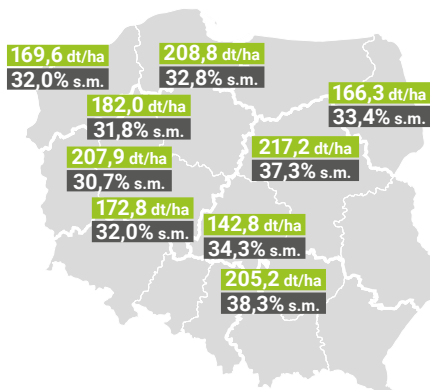 169,6 dt/ha
32,0% s.m.
208,8 dt/ha
32,8% s.m.
166,3 dt/ha
33,4% s.m.
182,0 dt/ha
31,8% s.m.
217,2 dt/ha
37,3% s.m.
207,9 dt/ha
30,7% s.m.
172,8 dt/ha
32,0% s.m.
142,8 dt/ha
34,3% s.m.
205,2 dt/ha
38,3% s.m.